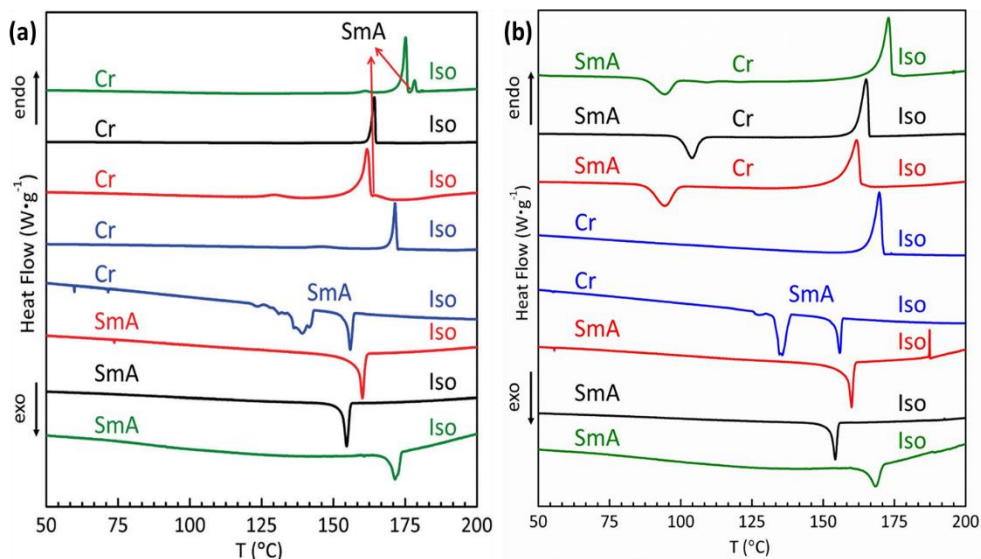 (a)
SmA
Cr
Iso
endo
Cr
Iso
Cr
Iso
Cr
Iso
Heat Flow (W•g⁻¹)
Cr
SmA
Iso
SmA
Iso
SmA
Iso
exo
SmA
Iso
50 75 100 125 150 175 200
T (°C)
(b)
SmA
Cr
Iso
endo
SmA
Cr
Iso
SmA
Cr
Iso
Cr
Iso
Heat Flow (W•g⁻¹)
Cr
SmA
Iso
SmA
Iso
SmA
Iso
exo
SmA
Iso
50 75 100 125 150 175 200
T (°C)